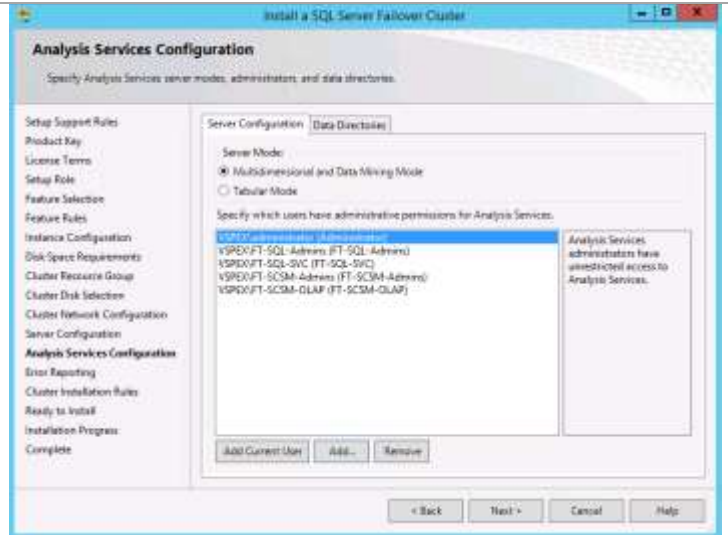 Install a SQL Server Failover Cluster
Analysis Services Configuration
Specify Analysis Services server modes, administrators, and data directories.
Setup Support Rules
Product Key
License Terms
Setup Role
Feature Selection
Feature Rules
Instance Configuration
Disk Space Requirements
Cluster Resource Group
Cluster Disk Selection
Cluster Network Configuration
Server Configuration
Analysis Services Configuration
Error Reporting
Cluster Installation Rules
Ready to Install
Installation Progress
Complete
Server Configuration Data Directories
Server Mode:
Multidimensional and Data Mining Mode
Tabular Mode
Specify which users have administrative permissions for Analysis Services.
VSPEX\administrator (Administrator)
VSPEX\FT-SQL-Admins (FT-SQL-Admins)
VSPEX\FT-SQL-SVC (FT-SQL-SVC)
VSPEX\FT-SCSM-Admins (FT-SCSM-Admins)
VSPEX\FT-SCSM-OLAP (FT-SCSM-OLAP)
Analysis Services
administrators have
unrestricted access to
Analysis Services.
Add Current User Add... Remove
< Back Next > Cancel Help